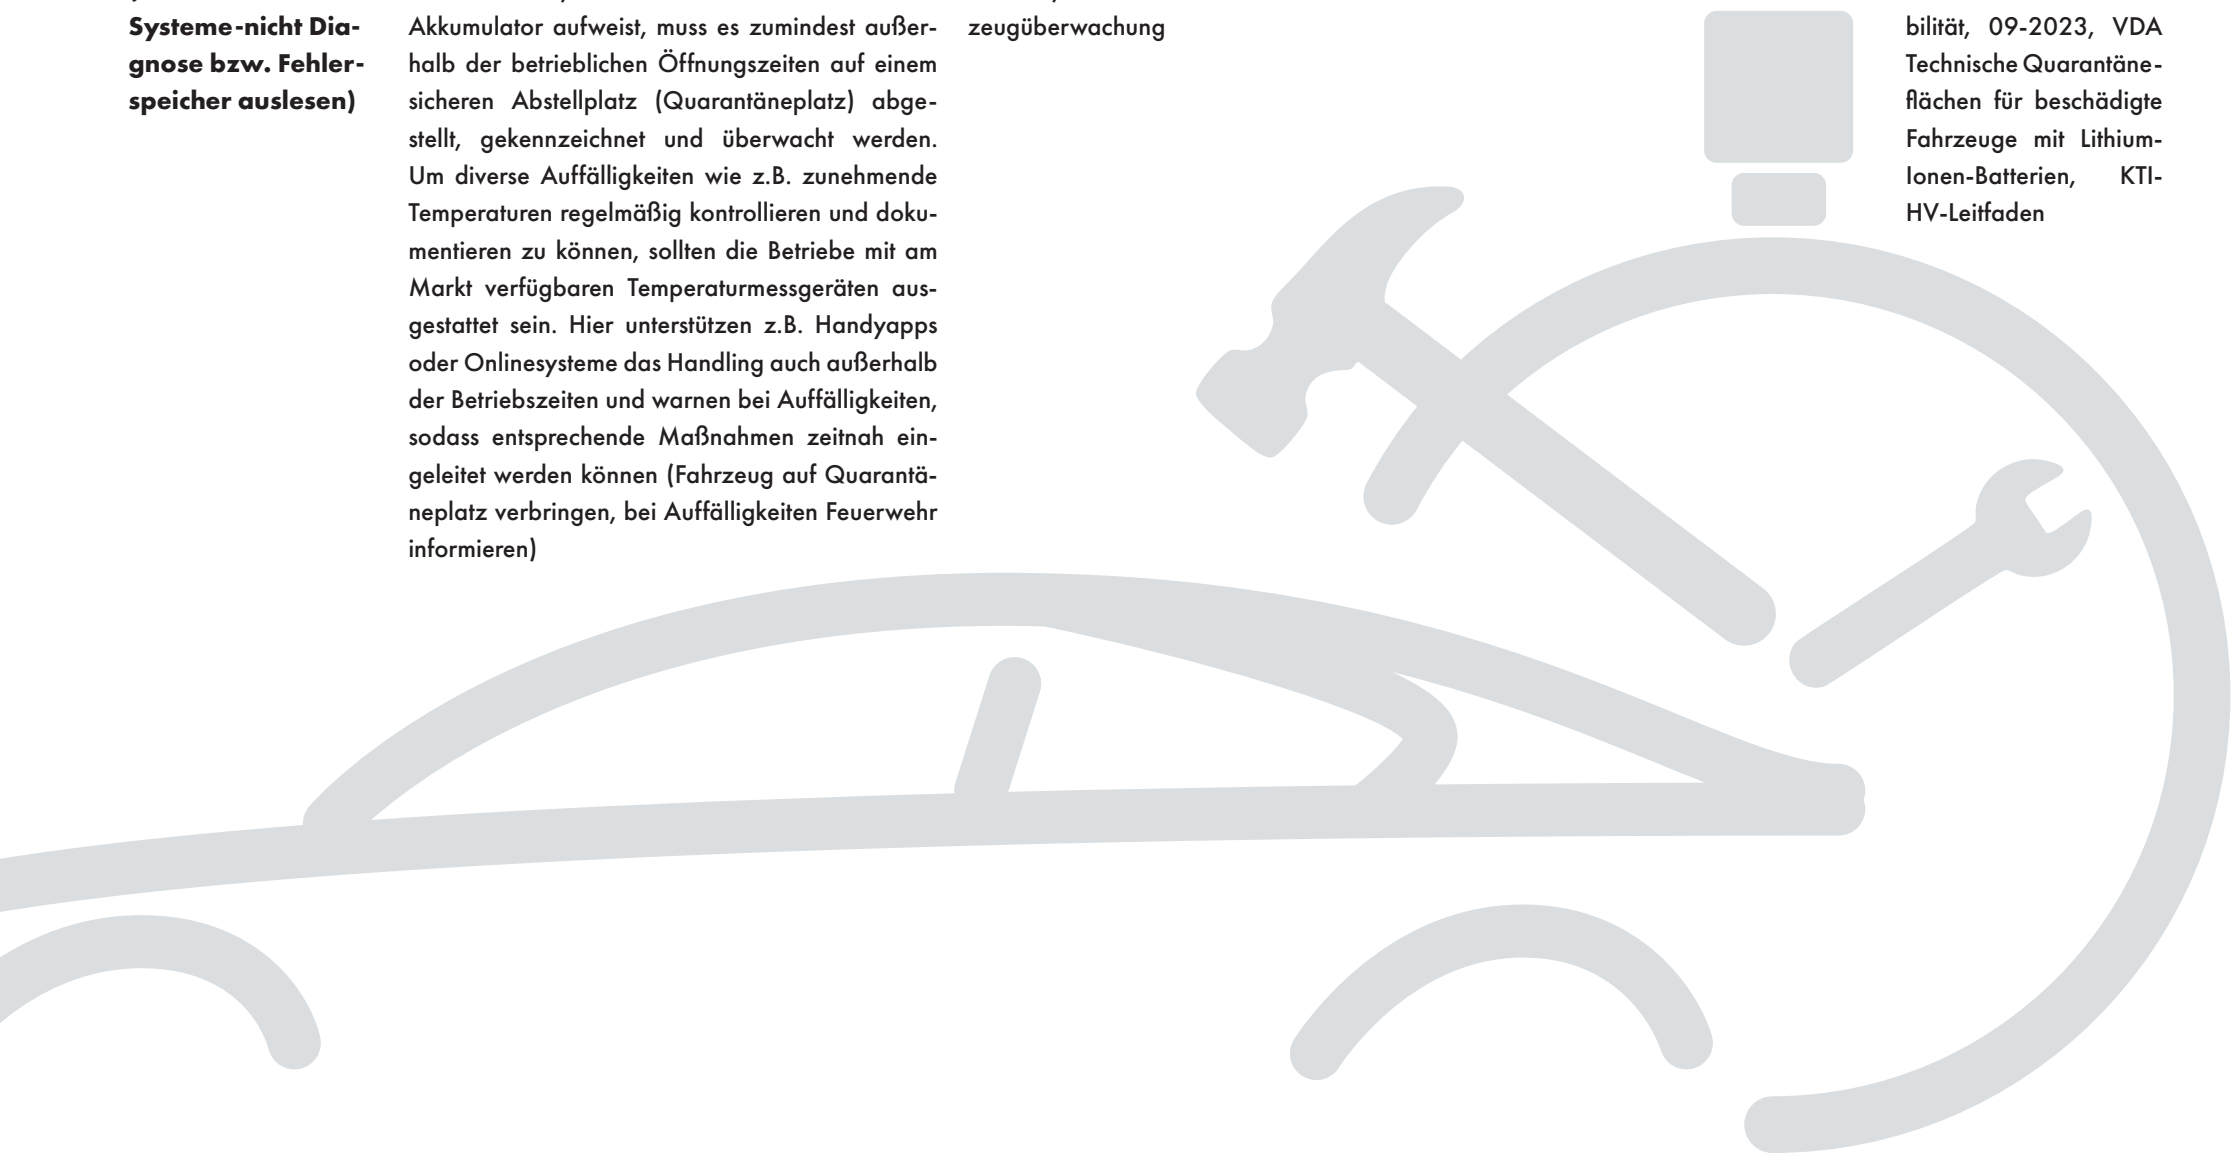 Systeme-nicht Dia-
gnose bzw. Fehler-
speicher auslesen)
Akkumulator aufweist, muss es zumindest außer-
halb der betrieblichen Öffnungszeiten auf einem
sicheren Abstellplatz (Quarantäneplatz) abge-
stellt, gekennzeichnet und überwacht werden.
Um diverse Auffälligkeiten wie z.B. zunehmende
Temperaturen regelmäßig kontrollieren und doku-
mentieren zu können, sollten die Betriebe mit am
Markt verfügbaren Temperaturmessgeräten aus-
gestattet sein. Hier unterstützen z.B. Handyapps
oder Onlinesysteme das Handling auch außerhalb
der Betriebszeiten und warnen bei Auffälligkeiten,
sodass entsprechende Maßnahmen zeitnah ein-
geleitet werden können (Fahrzeug auf Quarantä-
neplatz verbringen, bei Auffälligkeiten Feuerwehr
informieren)
zeugüberwachung
bilität, 09-2023, VDA
Technische Quarantäne-
flächen für beschädigte
Fahrzeuge mit Lithium-
Ionen-Batterien, KTI-
HV-Leitfaden